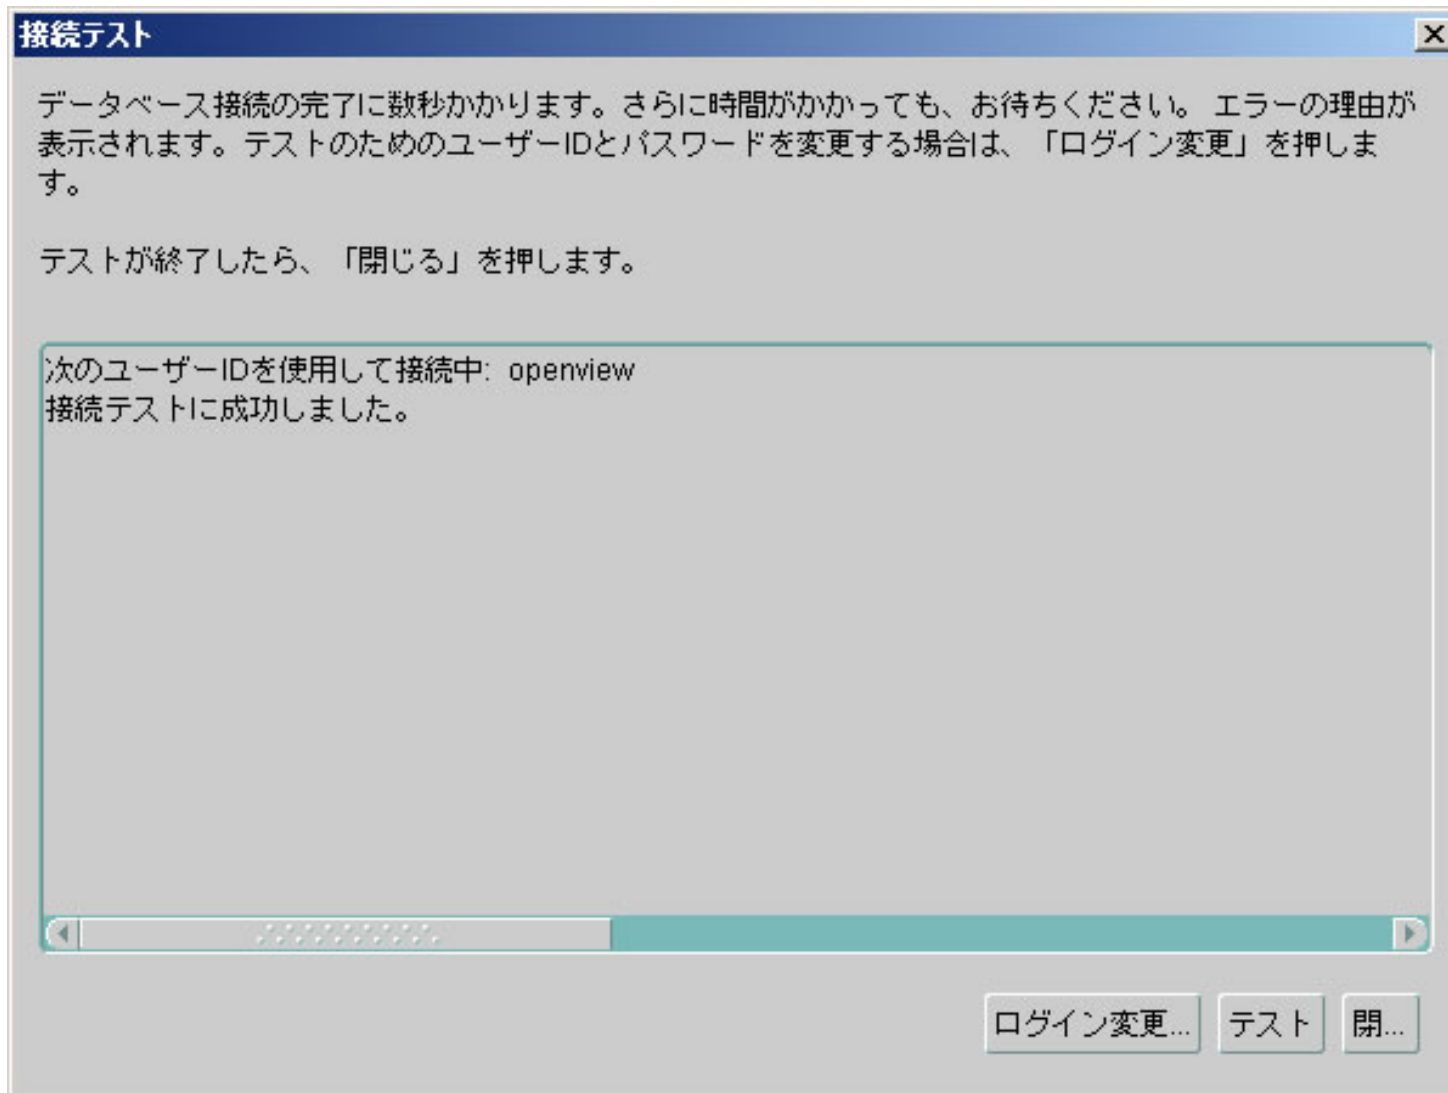 接続テスト
データベース接続の完了に数秒かかります。さらに時間がかかっても、お待ちください。 エラーの理由が
表示されます。テストのためのユーザーIDとパスワードを変更する場合は、「ログイン変更」を押しま
す。
テストが終了したら、「閉じる」を押します。
次のユーザーIDを使用して接続中: openview
接続テストに成功しました。
ログイン変更... テスト 閉...